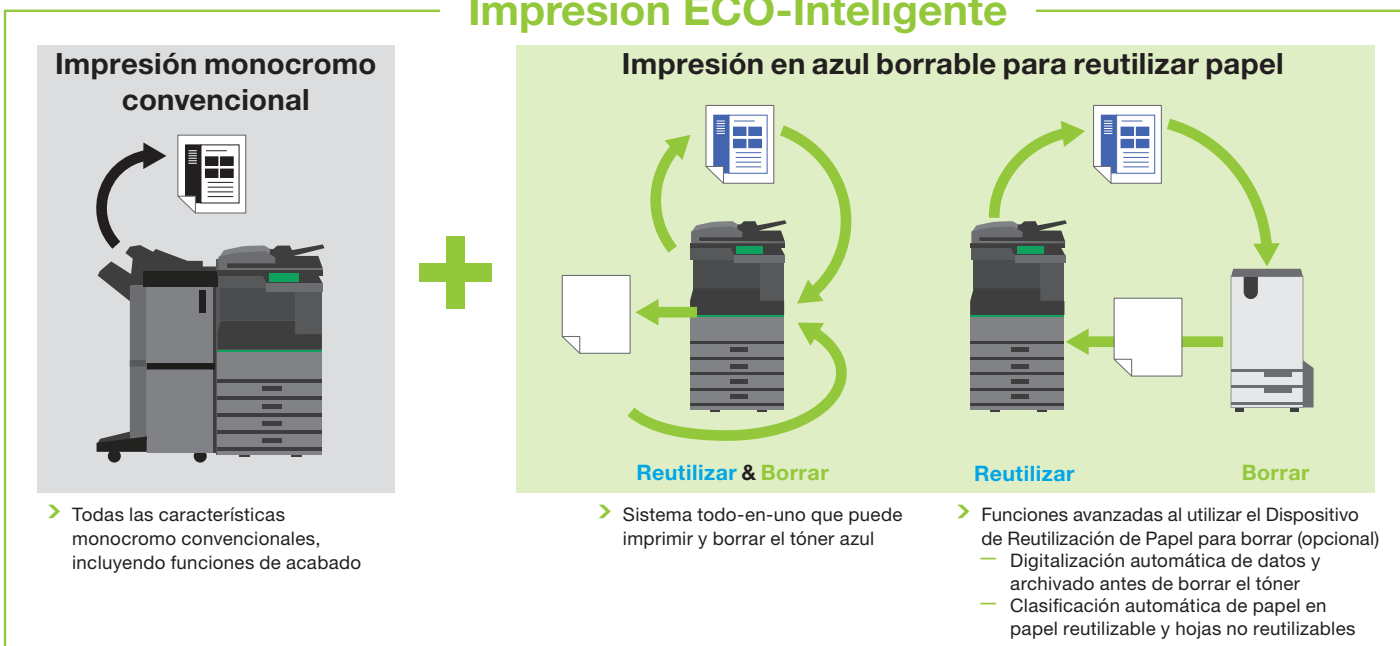 Impresión ECO-Inteligente
Impresión monocromo
convencional
Impresión en azul borrable para reutilizar papel
Reutilizar & Borrar
Reutilizar
Borrar
Todas las características
monocromo convencionales,
incluyendo funciones de acabado
Sistema todo-en-uno que puede
imprimir y borrar el tóner azul
Funciones avanzadas al utilizar el Dispositivo
de Reutilización de Papel para borrar (opcional)
— Digitalización automática de datos y
archivado antes de borrar el tóner
— Clasificación automática de papel en
papel reutilizable y hojas no reutilizables